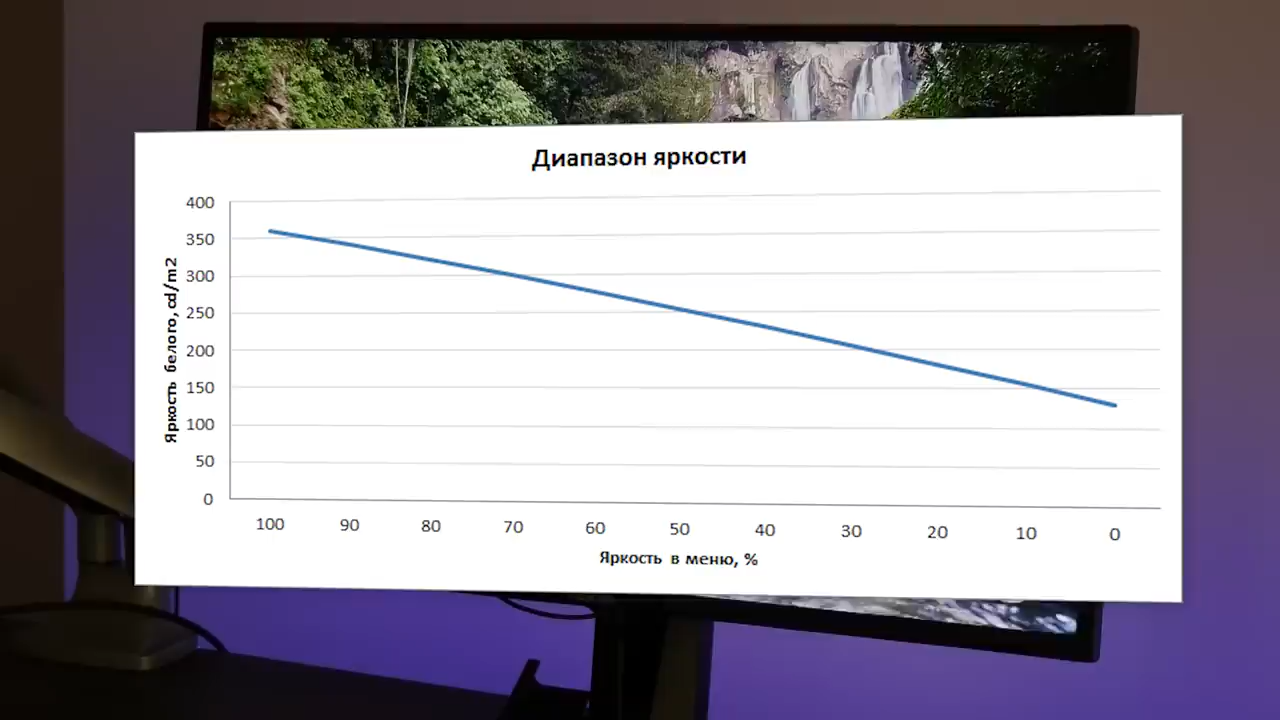 Диапазон яркости
400
350
300
250
200
150
100
50
0
Яркость белого, cd/m2
100 90 80 70 60 50 40 30 20 10 0
Яркость в меню, %